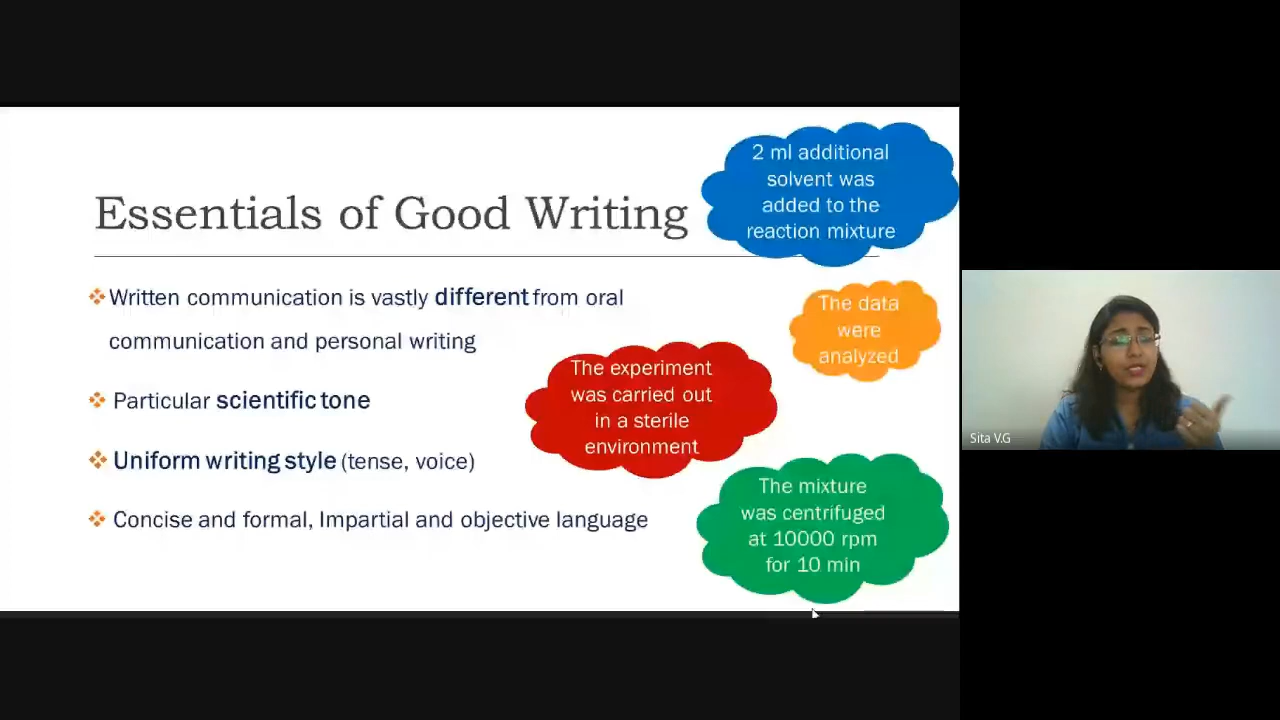 Essentials of Good Writing
Written communication is vastly different from oral
communication and personal writing
Particular scientific tone
Uniform writing style (tense, voice)
Concise and formal, Impartial and objective language
2 ml additional
solvent was
added to the
reaction mixture
The data
were
analyzed
The experiment
was carried out
in a sterile
environment
The mixture
was centrifuged
at 10000 rpm
for 10 min
Sita V.G